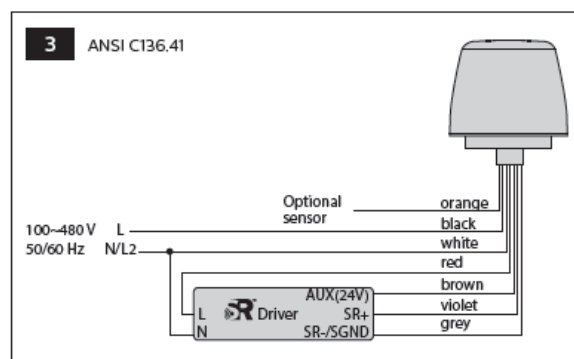 3 ANSI C136.41
Optional sensor
orange
100~480 V L
black
50/60 Hz N/L2
white
red
brown
AUX(24V)
violet
L SR Driver SR+
grey
N SR-/SGND